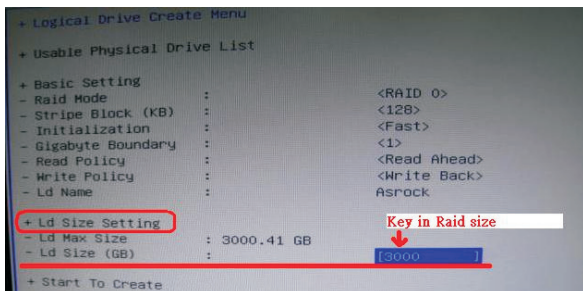 + Logical Drive Create Menu
+ Usable Physical Drive List
+ Basic Setting
- Raid Mode : <RAID 0>
- Stripe Block (KB) : <128>
- Initialization : <Fast>
- Gigabyte Boundary : <1>
- Read Policy : <Read Ahead>
- Write Policy : <Write Back>
- Ld Name : Asrock
+ Ld Size Setting
Key in Raid size
- Ld Max Size : 3000.41 GB
- Ld Size (GB) : [3000 ]
+ Start To Create